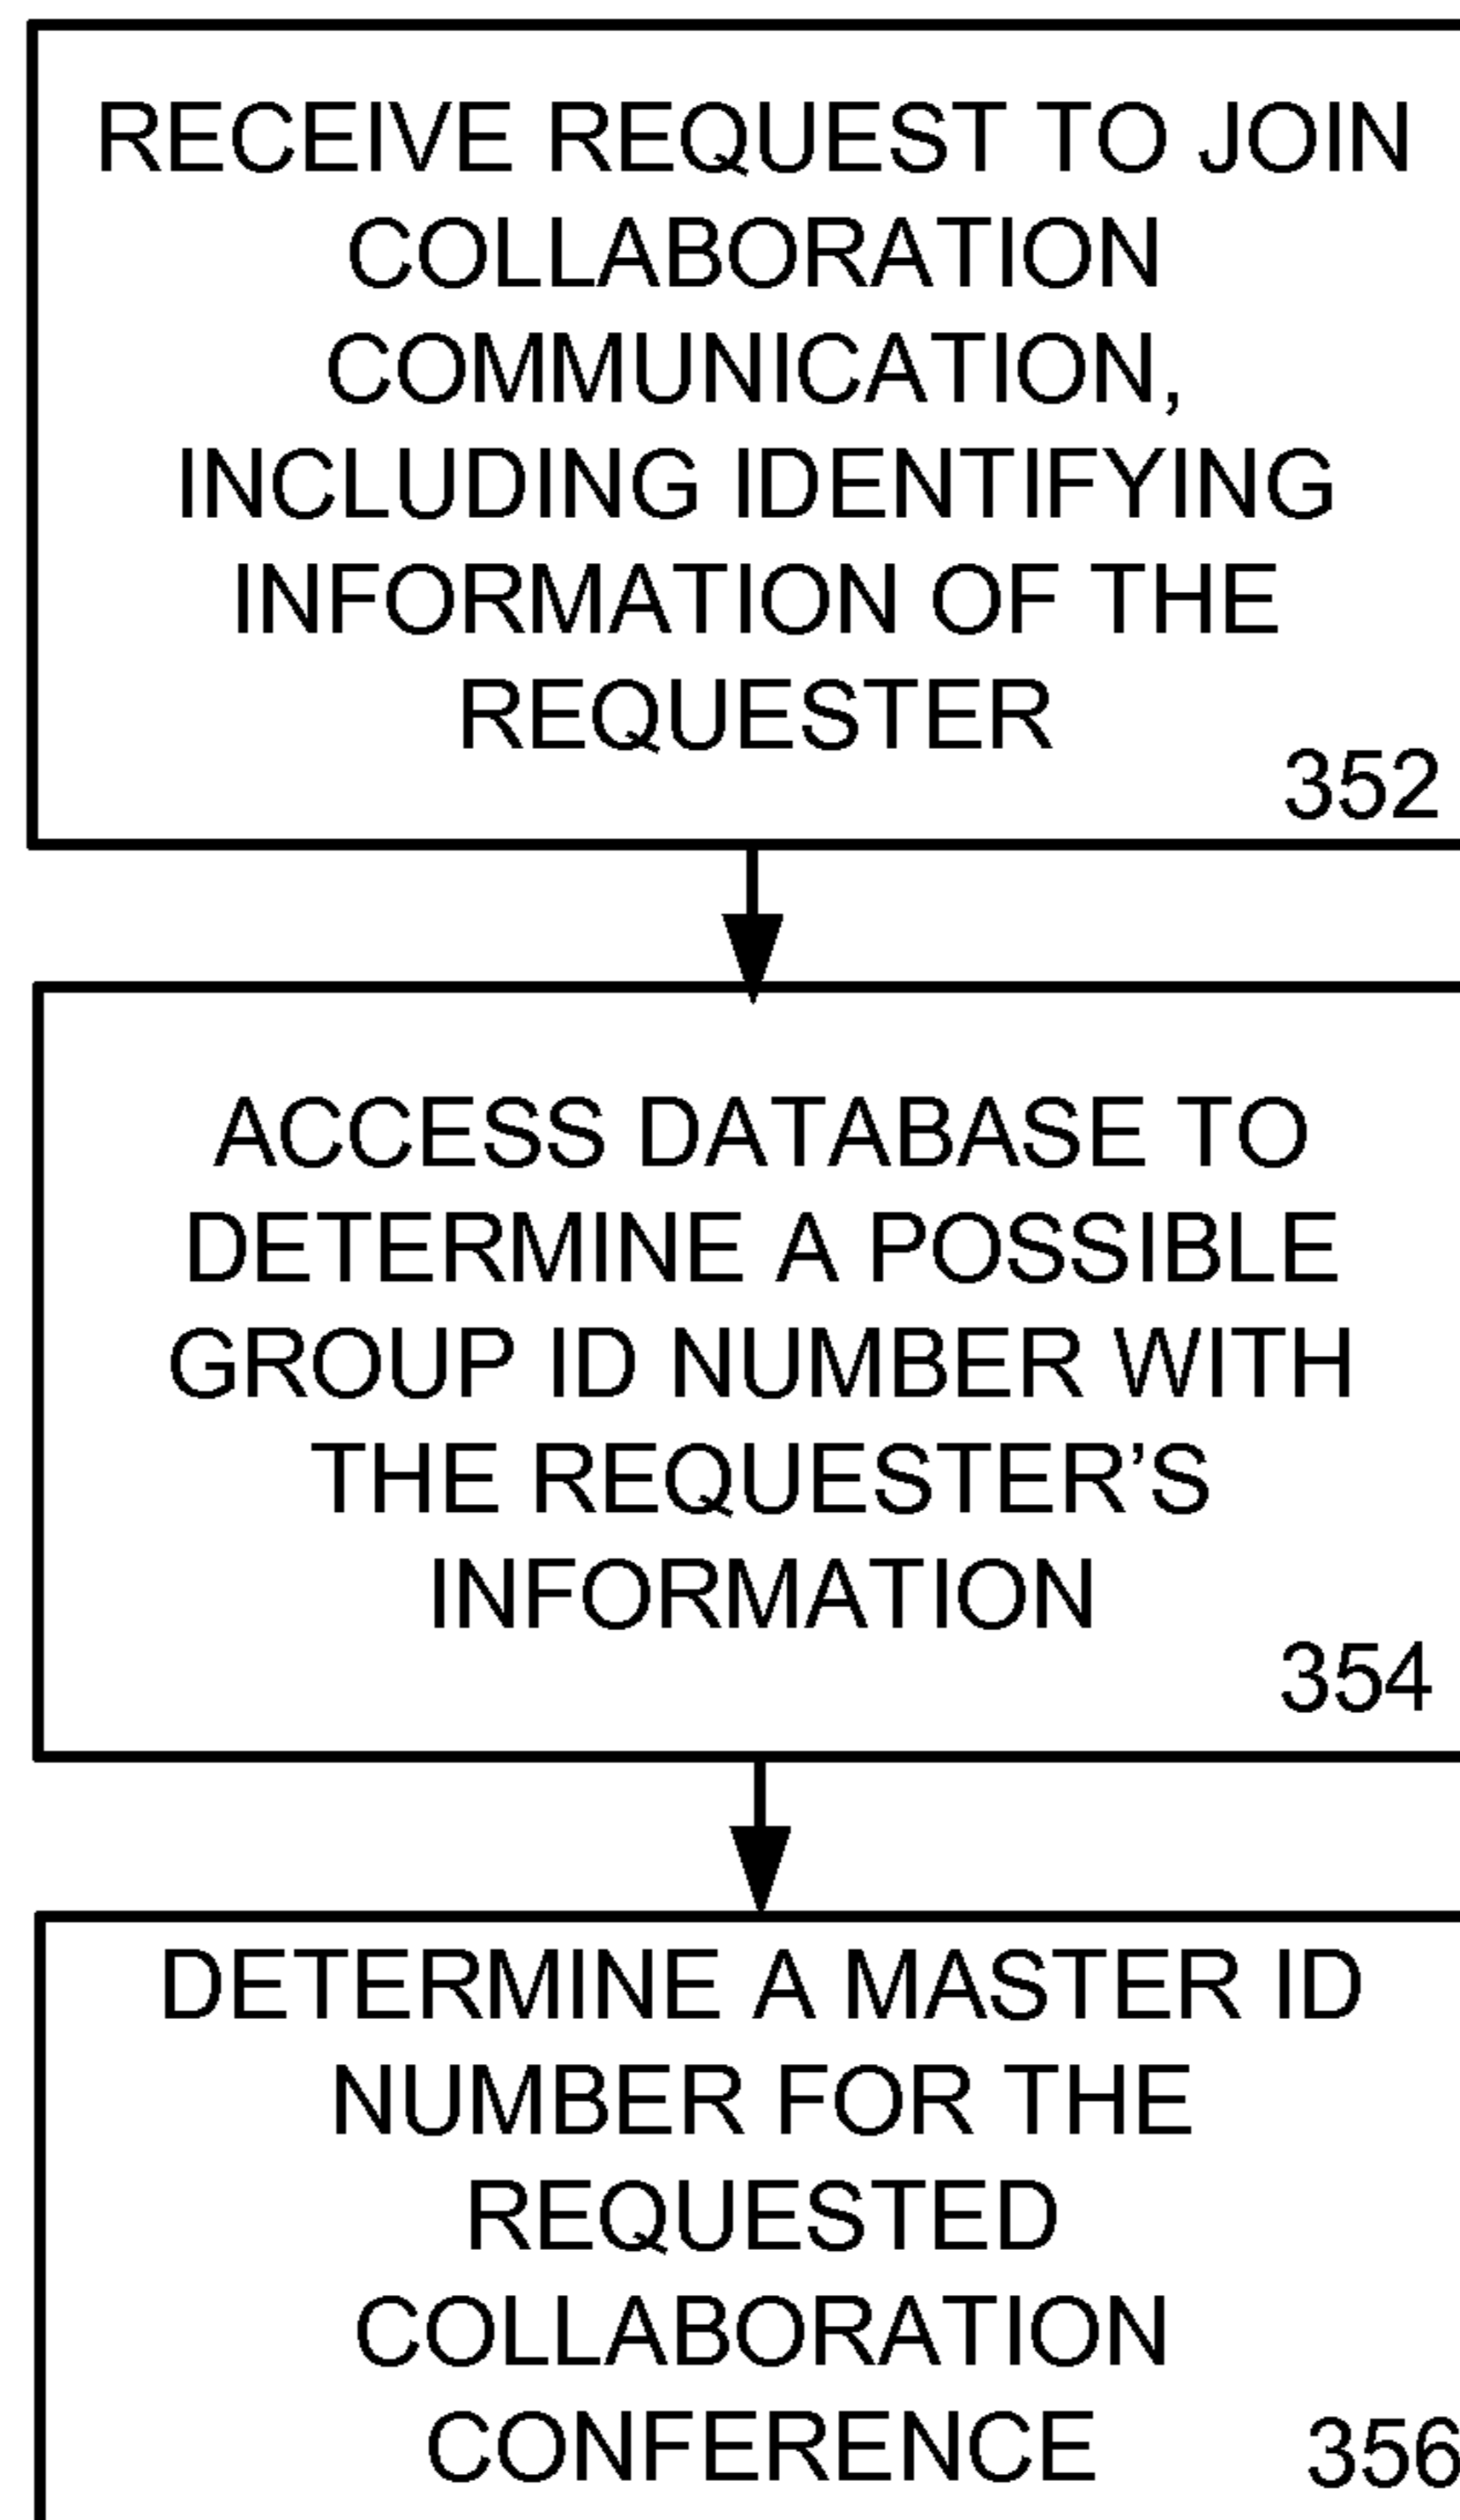 RECEIVE REQUEST TO JOIN
COLLABORATION
COMMUNICATION,
INCLUDING IDENTIFYING
INFORMATION OF THE
REQUESTER
352
ACCESS DATABASE TO
DETERMINE A POSSIBLE
GROUP ID NUMBER WITH
THE REQUESTER'S
INFORMATION
354
DETERMINE A MASTER ID
NUMBER FOR THE
REQUESTED
COLLABORATION
CONFERENCE 356